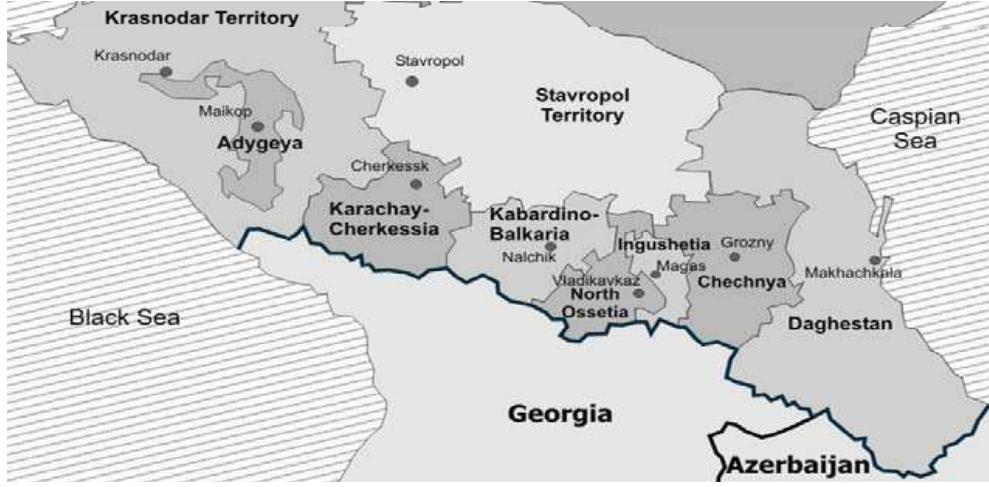 Krasnodar Territory
Krasnodar
Stavropol
Stavropol
Territory
Caspian
Sea
Maikop
Adygeya
Cherkessk
Karachay-
Cherkessia
Kabardino-
Balkaria
Nalchik
Ingushetia
Grozny
Magas
Vladikavkaz
North
Ossetia
Chechnya
Makhachkala
Daghestan
Black Sea
Georgia
Azerbaijan